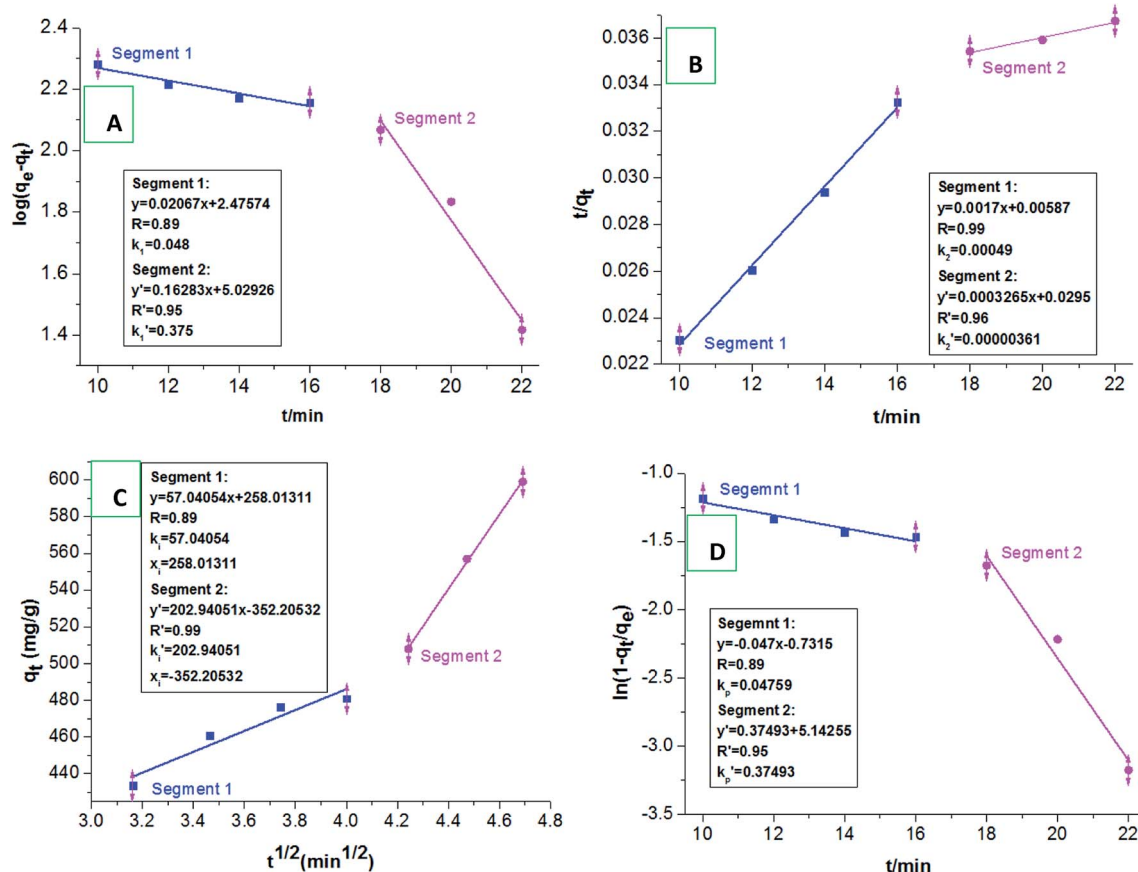 A
Segment 1
Segment 2
log(qe-qt)
2.4
2.2
2.0
1.8
1.6
1.4
Segment 1:
y=0.02067x+2.47574
R=0.89
k1=0.048
Segment 2:
y'=0.16283x+5.02926
R'=0.95
k1'=0.375
10 12 14 16 18 20 22
t/min
B
Segment 2
Segment 1
t/qt
0.036
0.034
0.032
0.030
0.028
0.026
0.024
0.022
Segment 1:
y=0.0017x+0.00587
R=0.99
k2=0.00049
Segment 2:
y'=0.0003265x+0.0295
R'=0.96
k2'=0.00000361
10 12 14 16 18 20 22
t/min
C
Segment 1:
y=57.04054x+258.01311
R=0.89
ki=57.04054
xi=258.01311
Segment 2:
y'=202.94051x-352.20532
R'=0.99
ki'=202.94051
xi=-352.20532
qt (mg/g)
600
580
560
540
520
500
480
460
440
Segment 2
Segment 1
3.0 3.2 3.4 3.6 3.8 4.0 4.2 4.4 4.6 4.8
t1/2(min1/2)
D
Segemnt 1
Segment 2
ln(1-qt/qe)
-1.0
-1.5
-2.0
-2.5
-3.0
-3.5
Segemnt 1:
y=-0.047x-0.7315
R=0.89
kp=0.04759
Segment 2:
y'=0.37493+5.14255
R'=0.95
kp'=0.37493
10 12 14 16 18 20 22
t/min